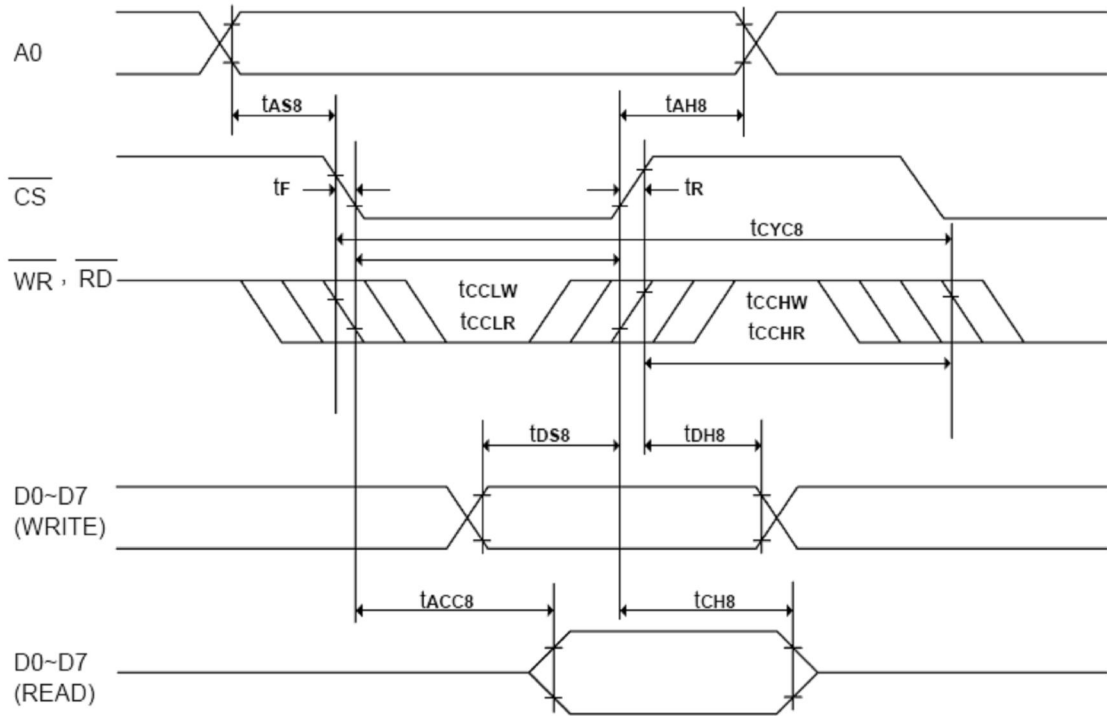 A0
tAS8
tAH8
CS
tF
tR
tCYC8
WR , RD
tCCLW
tCCLR
tCCHW
tCCHR
tDS8
tDH8
D0~D7
(WRITE)
tACC8
tCH8
D0~D7
(READ)